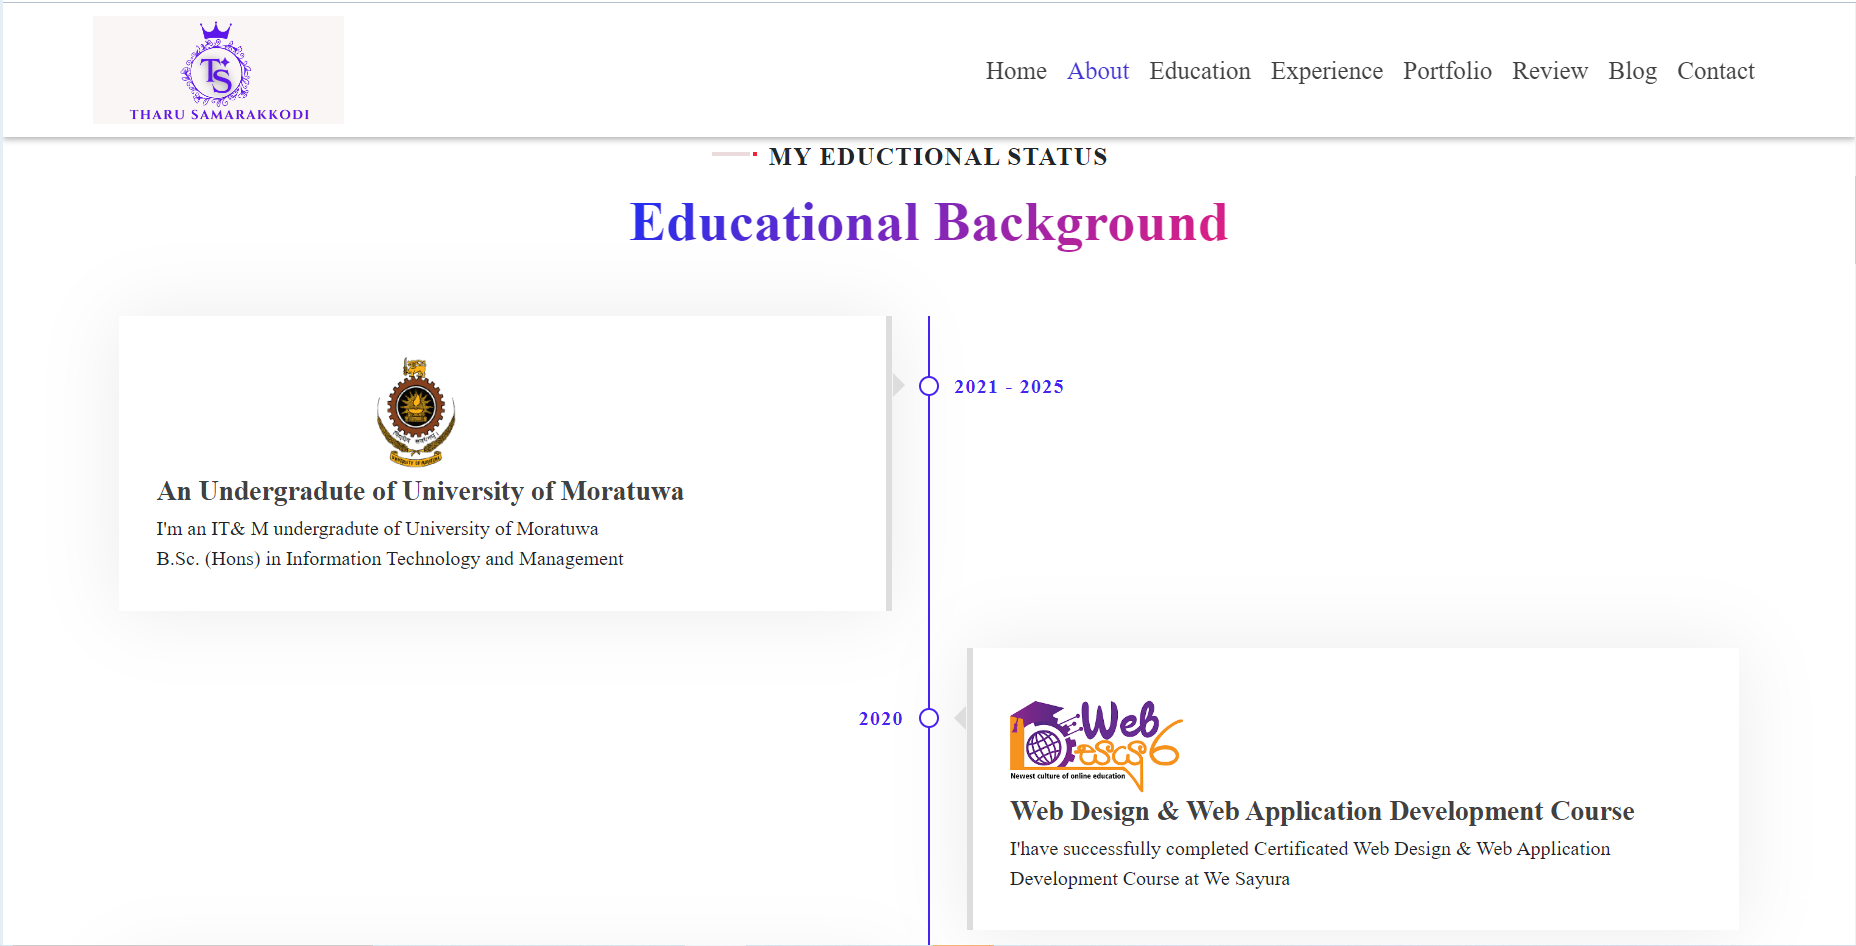 TS
THARU SAMARAKKODI
Home About Education Experience Portfolio Review Blog Contact
MY EDUCTIONAL STATUS
Educational Background
2021 - 2025
UNIVERSITY OF MORATUWA
An Undergradute of University of Moratuwa
I'm an IT& M undergradute of University of Moratuwa
B.Sc. (Hons) in Information Technology and Management
2020
Web
සයුර
Newest culture of online education
Web Design & Web Application Development Course
I'have successfully completed Certificated Web Design & Web Application
Development Course at We Sayura